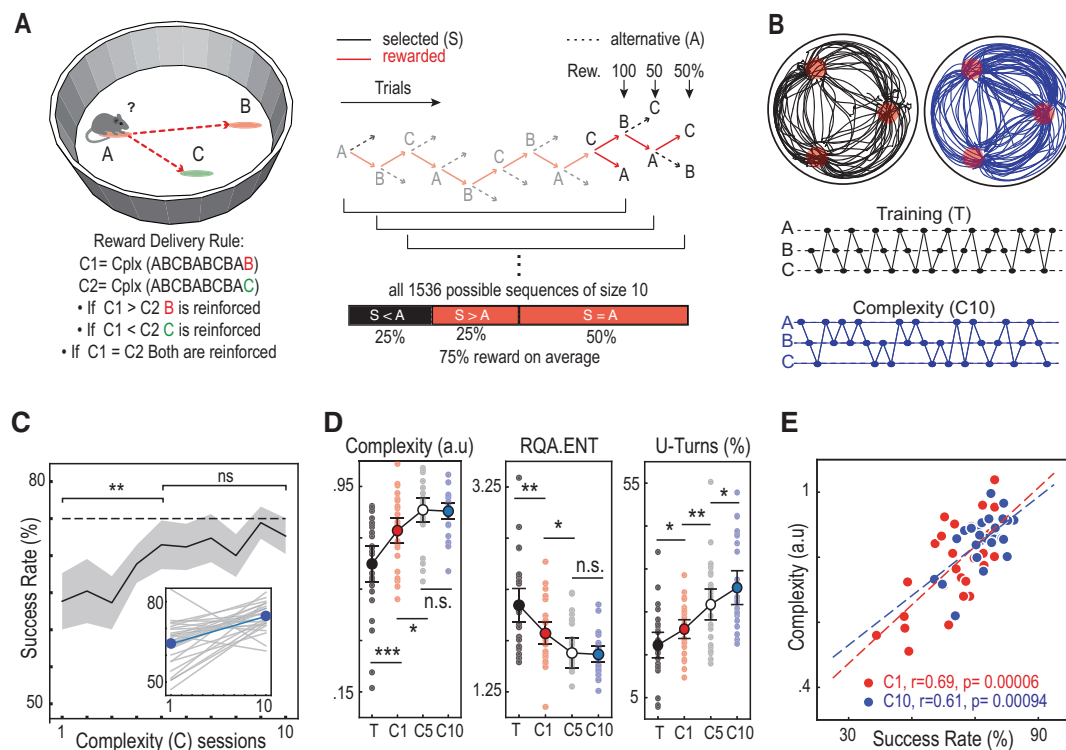 A
?
B
A
C
Reward Delivery Rule:
C1= Cplx (ABCBABCBAB)
C2= Cplx (ABCBABCBAC)
• If C1 > C2 B is reinforced
• If C1 < C2 C is reinforced
• If C1 = C2 Both are reinforced
selected (S)
rewarded
alternative (A)
Rew. 100 50 50%
Trials
C
A C B C B C
B A B C A A A B
all 1536 possible sequences of size 10
S < A S > A S = A
25% 25% 50%
75% reward on average
B
Training (T)
A
B
C
Complexity (C10)
A
B
C
C
80
50
Success Rate (%)
** ns
80
50
1 10
1 10
Complexity (C) sessions
D
Complexity (a.u)
.95
.15
n.s.
*
***
T C1 C5 C10
RQA.ENT
3.25
1.25
**
*
n.s.
T C1 C5 C10
U-Turns (%)
55
5
* ** *
T C1 C5 C10
E
1
.4
Complexity (a.u)
C1, r=0.69, p= 0.00006
C10, r=0.61, p= 0.00094
30 90
Success Rate (%)